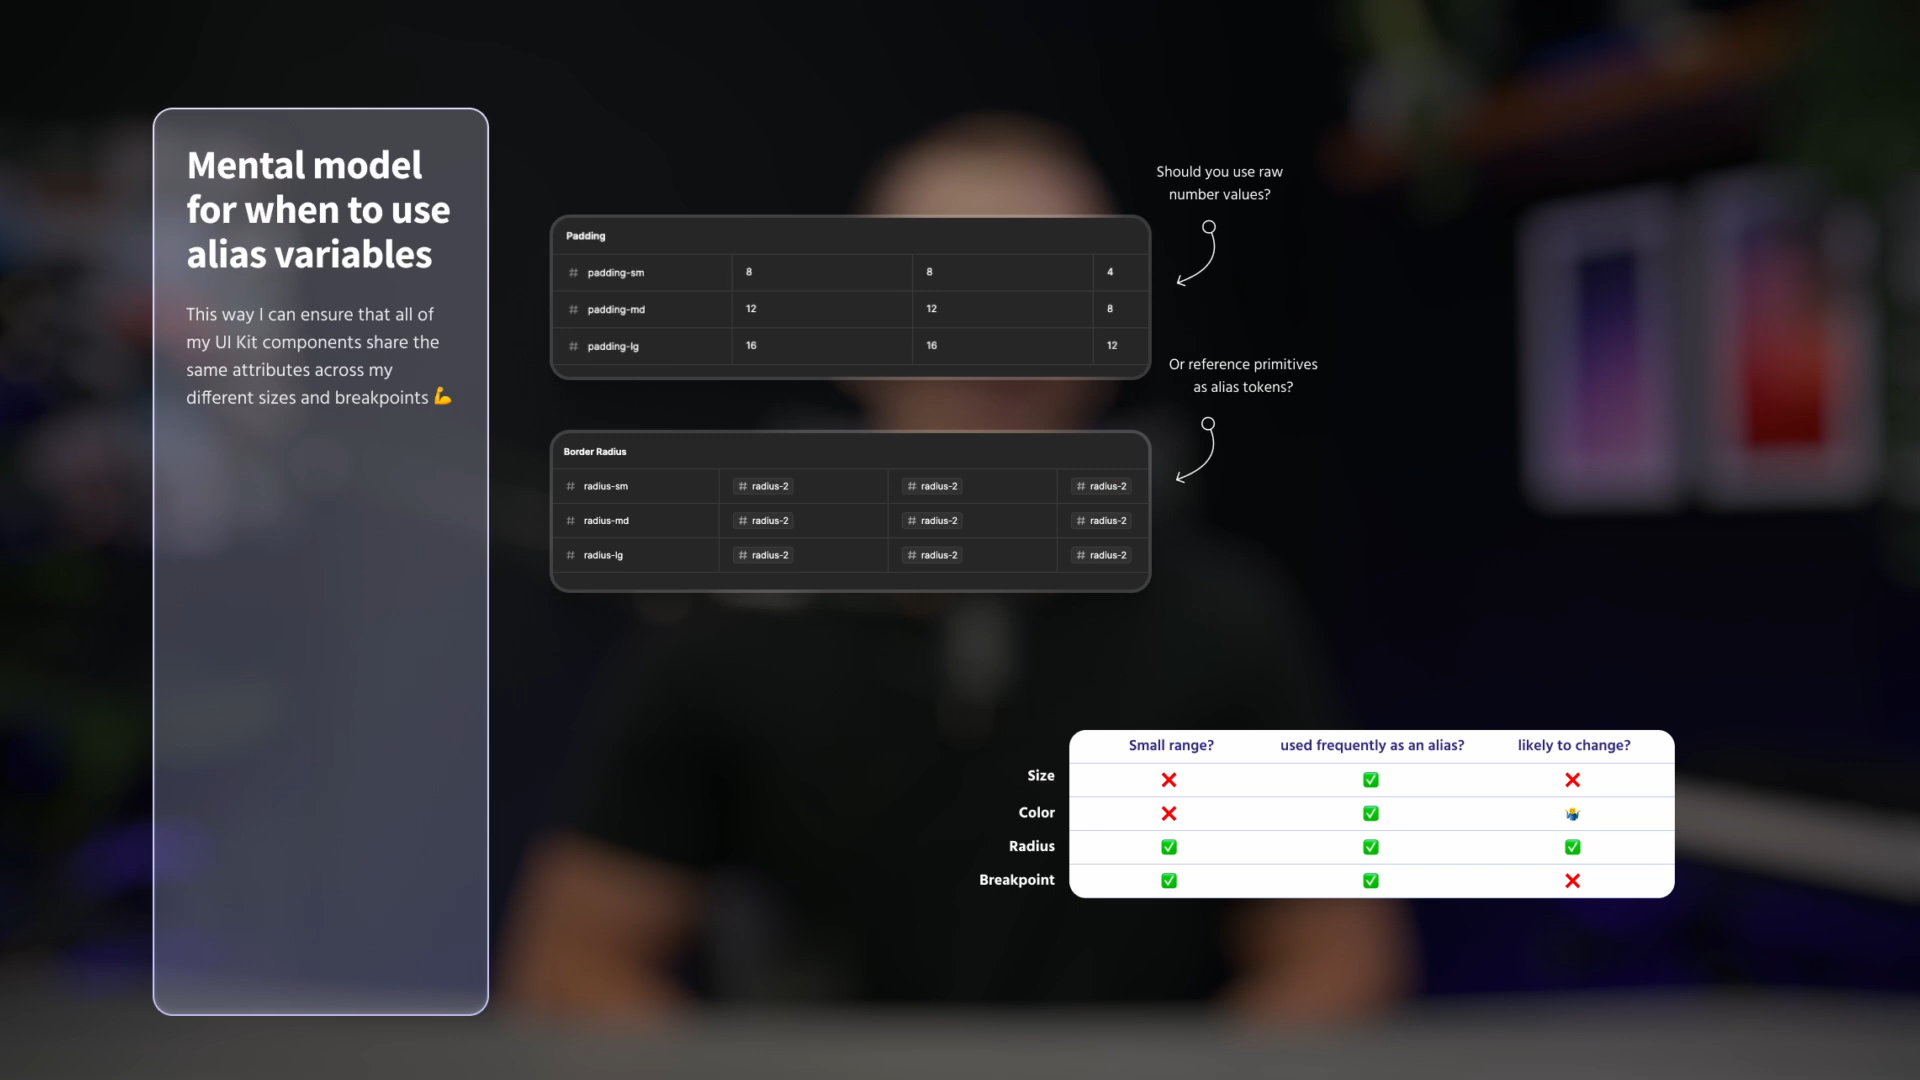 Mental model
for when to use
alias variables
This way I can ensure that all of
my UI Kit components share the
same attributes across my
different sizes and breakpoints 💪
Padding
# padding-sm 8 8 4
# padding-md 12 12 8
# padding-lg 16 16 12
Should you use raw
number values?
Or reference primitives
as alias tokens?
Border Radius
# radius-sm # radius-2 # radius-2 # radius-2
# radius-md # radius-2 # radius-2 # radius-2
# radius-lg # radius-2 # radius-2 # radius-2
Small range? used frequently as an alias? likely to change?
Size ❌ ✅ ❌
Color ❌ ✅ 🤷‍♂️
Radius ✅ ✅ ✅
Breakpoint ✅ ✅ ❌